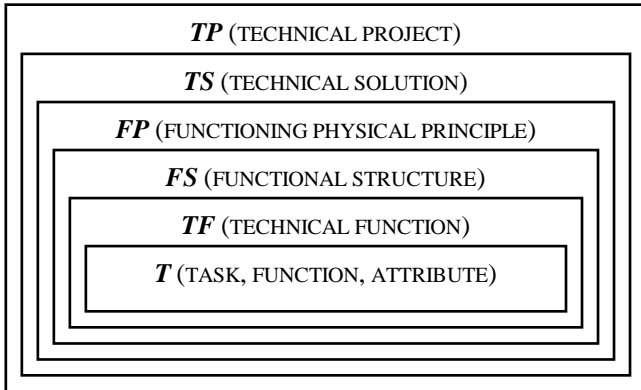 TP (TECHNICAL PROJECT)
TS (TECHNICAL SOLUTION)
FP (FUNCTIONING PHYSICAL PRINCIPLE)
FS (FUNCTIONAL STRUCTURE)
TF (TECHNICAL FUNCTION)
T (TASK, FUNCTION, ATTRIBUTE)